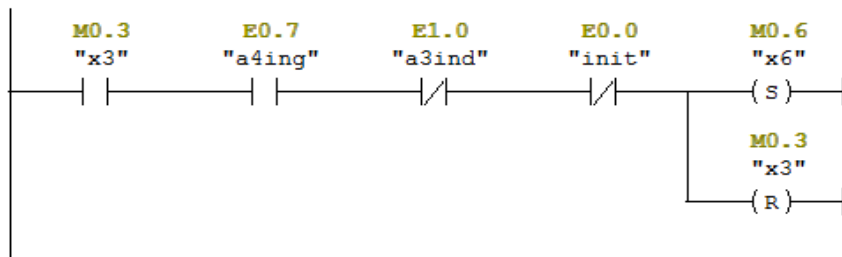 M0.3 E0.7 E1.0 E0.0 M0.6
"x3" "a4ing" "a3ind" "init" "x6"
S
M0.3
"x3"
R